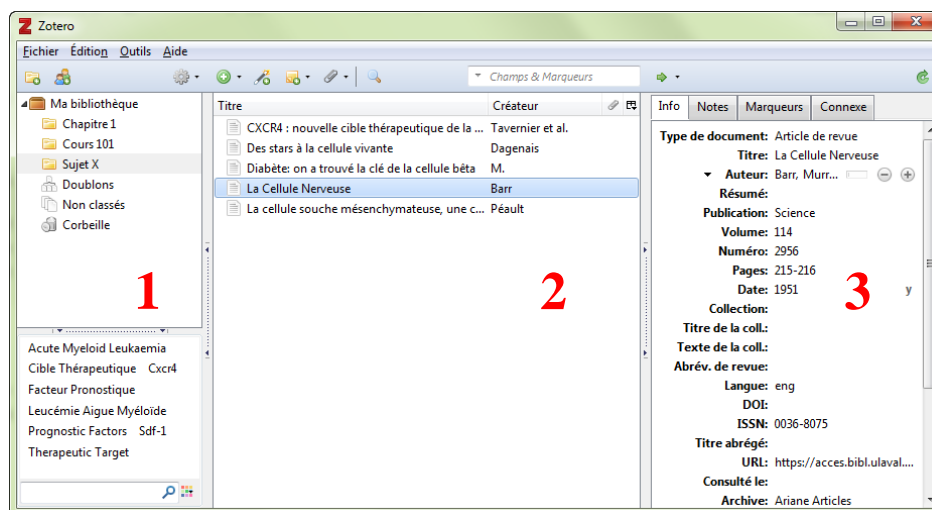 Zotero
Fichier Édition Outils Aide
Champs & Marqueurs
Ma bibliothèque
Chapitre 1
Cours 101
Sujet X
Doublons
Non classés
Corbeille
1
Acute Myeloid Leukaemia
Cible Thérapeutique Cxcr4
Facteur Pronostique
Leucémie Aigue Myéloïde
Prognostic Factors Sdf-1
Therapeutic Target
Titre Créateur
CXCR4 : nouvelle cible thérapeutique de la ... Tavernier et al.
Des stars à la cellule vivante Dagenais
Diabète: on a trouvé la clé de la cellule béta M.
La Cellule Nerveuse Barr
La cellule souche mésenchymateuse, une c... Péault
2
Info Notes Marqueurs Connexe
Type de document: Article de revue
Titre: La Cellule Nerveuse
Auteur: Barr, Murr...
Résumé:
Publication: Science
Volume: 114
Numéro: 2956
Pages: 215-216
Date: 1951 y
3
Collection:
Titre de la coll.:
Texte de la coll.:
Abrév. de revue:
Langue: eng
DOI:
ISSN: 0036-8075
Titre abrégé:
URL: https://acces.bibl.ulaval....
Consulté le:
Archive: Ariane Articles